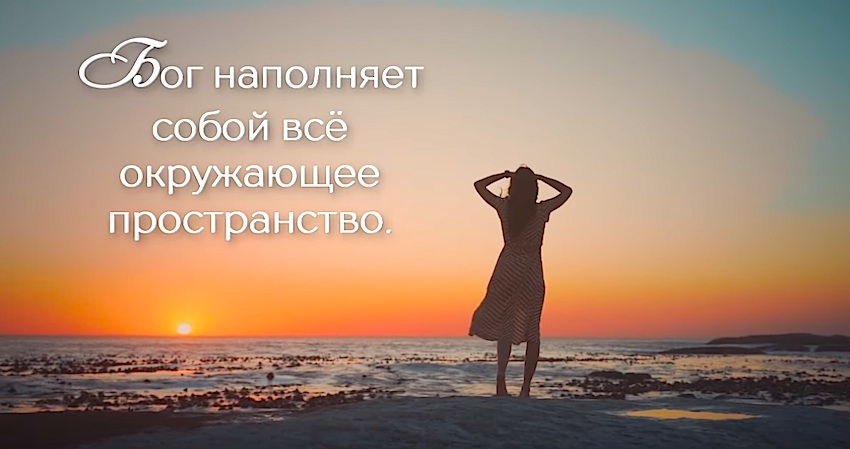 Бог наполняет
собой всё
окружающее
пространство.